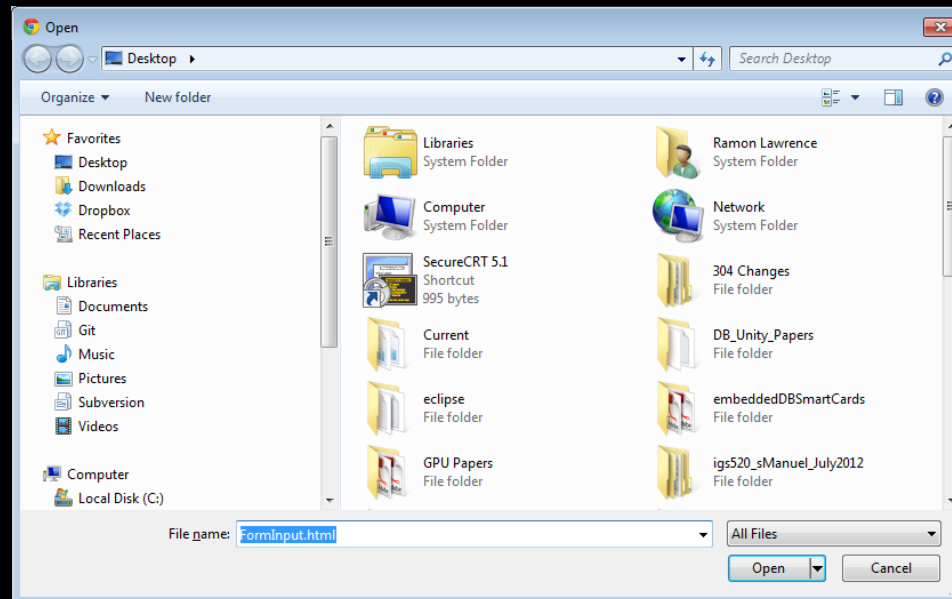 Open
Desktop
Search Desktop
Organize
New folder
Favorites
Desktop
Downloads
Dropbox
Recent Places
Libraries
Documents
Git
Music
Pictures
Subversion
Videos
Computer
Local Disk (C:)
Libraries
System Folder
Ramon Lawrence
System Folder
Computer
System Folder
Network
System Folder
SecureCRT 5.1
Shortcut
995 bytes
304 Changes
File folder
Current
File folder
DB_Unity_Papers
File folder
eclipse
File folder
embeddedDBSmartCards
File folder
GPU Papers
File folder
igs520_sManuel_July2012
File folder
File name:
FormInput.html
All Files
Open
Cancel